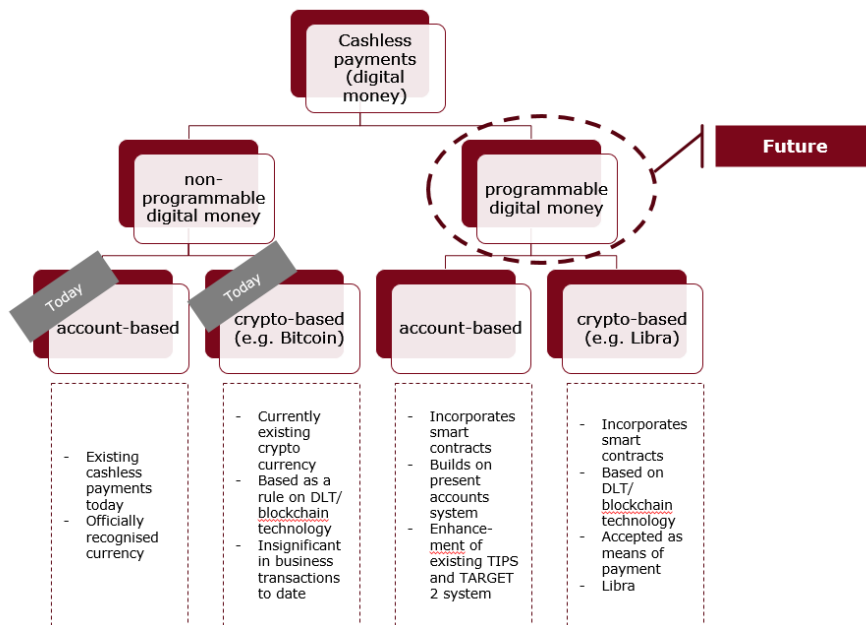 Cashless
payments
(digital
money)
Future
non-
programmable
digital money
programmable
digital money
Today
account-based
Today
crypto-based
(e.g. Bitcoin)
account-based
crypto-based
(e.g. Libra)
- Existing
cashless
payments
today
- Officially
recognised
currency
- Currently
existing
crypto
currency
- Based as a
rule on DLT/
blockchain
technology
- Insignificant
in business
transactions
to date
- Incorporates
smart
contracts
- Builds on
present
accounts
system
- Enhance-
ment of
existing TIPS
and TARGET
2 system
- Incorporates
smart
contracts
- Based on
DLT/
blockchain
technology
- Accepted as
means of
payment
- Libra